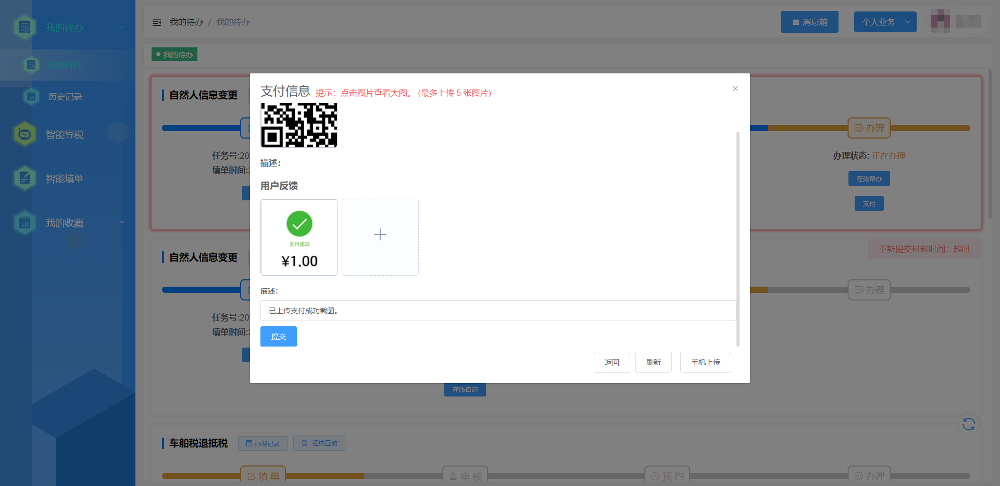 我的待办
我的待办
历史记录
智能导税
智能填单
我的收藏
我的待办 / 我的待办
消息箱
个人业务
我的待办
自然人信息变更
任务号:20
填单时间:2
办理
办理状态: 正在办理
在线帮办
支付
支付信息 提示：点击图片查看大图。 (最多上传 5 张图片)
描述：
用户反馈
支付成功
¥1.00
描述：
已上传支付成功截图。
提交
返回 刷新 手机上传
自然人信息变更
重新提交材料时间：超时
任务号:20
填单时间:2
办理
在线咨询
车船税退抵税 办理记录 征纳互动
填单 审核 预约 办理